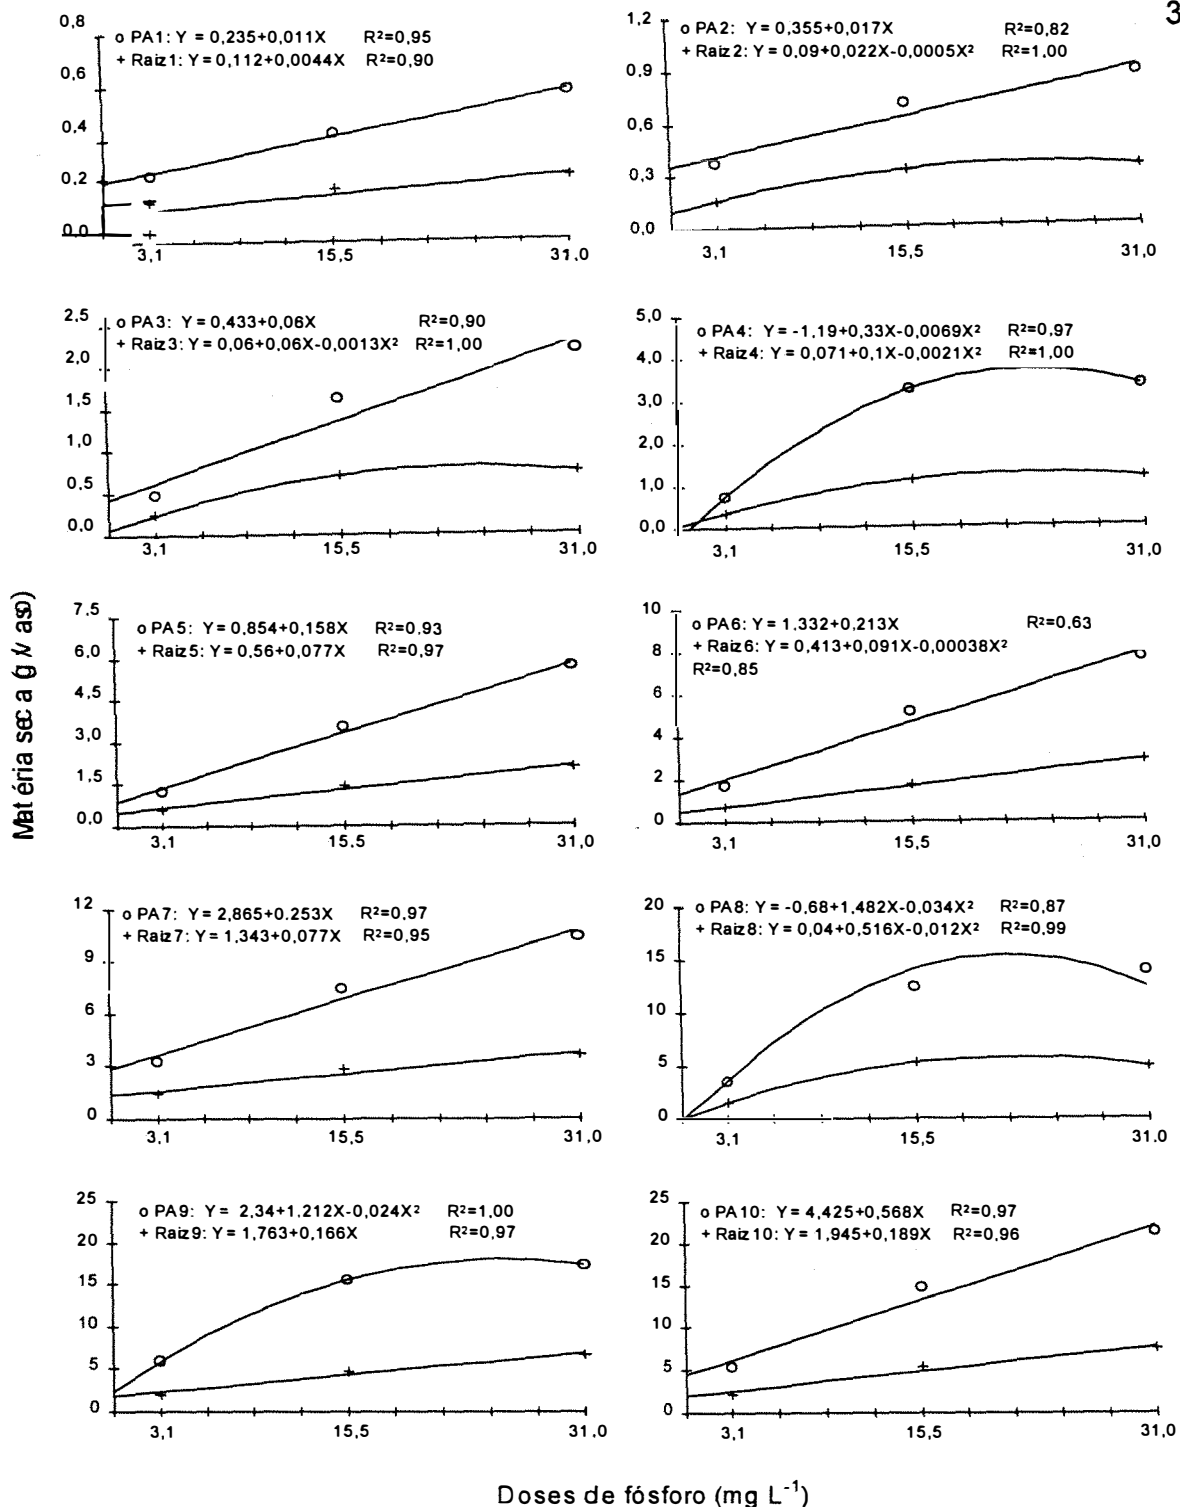 3
0,8
o PA1: Y = 0,235+0,011X R²=0,95
+ Raiz1: Y=0,112+0,0044X R²=0,90
0,6
0,4
0,2
0,0
3,1 15,5 31,0
1,2
o PA2: Y = 0,355+0,017X R²=0,82
+ Raiz2: Y=0,09+0,022X-0,0005X² R²=1,00
0,9
0,6
0,3
0,0
3,1 15,5 31,0
2,5
o PA3: Y=0,433+0,06X R²=0,90
+ Raiz3: Y=0,06+0,06X-0,0013X² R²=1,00
2,0
1,5
1,0
0,5
0,0
3,1 15,5 31,0
5,0
o PA4: Y = -1,19+0,33X-0,0069X² R²=0,97
+ Raiz4: Y=0,071+0,1X-0,0021X² R²=1,00
4,0
3,0
2,0
1,0
0,0
3,1 15,5 31,0
Matéria seca (g/vaso)
7,5
o PA5: Y=0,854+0,158X R²=0,93
+ Raiz5: Y=0,56+0,077X R²=0,97
6,0
4,5
3,0
1,5
0,0
3,1 15,5 31,0
10
o PA6: Y=1,332+0,213X R²=0,63
+ Raiz6: Y=0,413+0,091X-0,00038X²
R²=0,85
8
6
4
2
0
3,1 15,5 31,0
12
o PA7: Y=2,865+0.253X R²=0,97
+ Raiz7: Y=1,343+0,077X R²=0,95
9
6
3
0
3,1 15,5 31,0
20
o PA8: Y= -0,68+1,482X-0,034X² R²=0,87
+ Raiz8: Y=0,04+0,516X-0,012X² R²=0,99
15
10
5
0
3,1 15,5 31.0
25
o PA9: Y= 2,34+1.212X-0,024X² R²=1,00
+ Raiz9: Y=1,763+0,166X R²=0,97
20
15
10
5
0
3,1 15,5 31.0
25
o PA10: Y=4,425+0,568X R²=0,97
+ Raiz10: Y=1,945+0,189X R²=0,96
20
15
10
5
0
3,1 15,5 31,0
Doses de fósforo (mg L⁻¹)